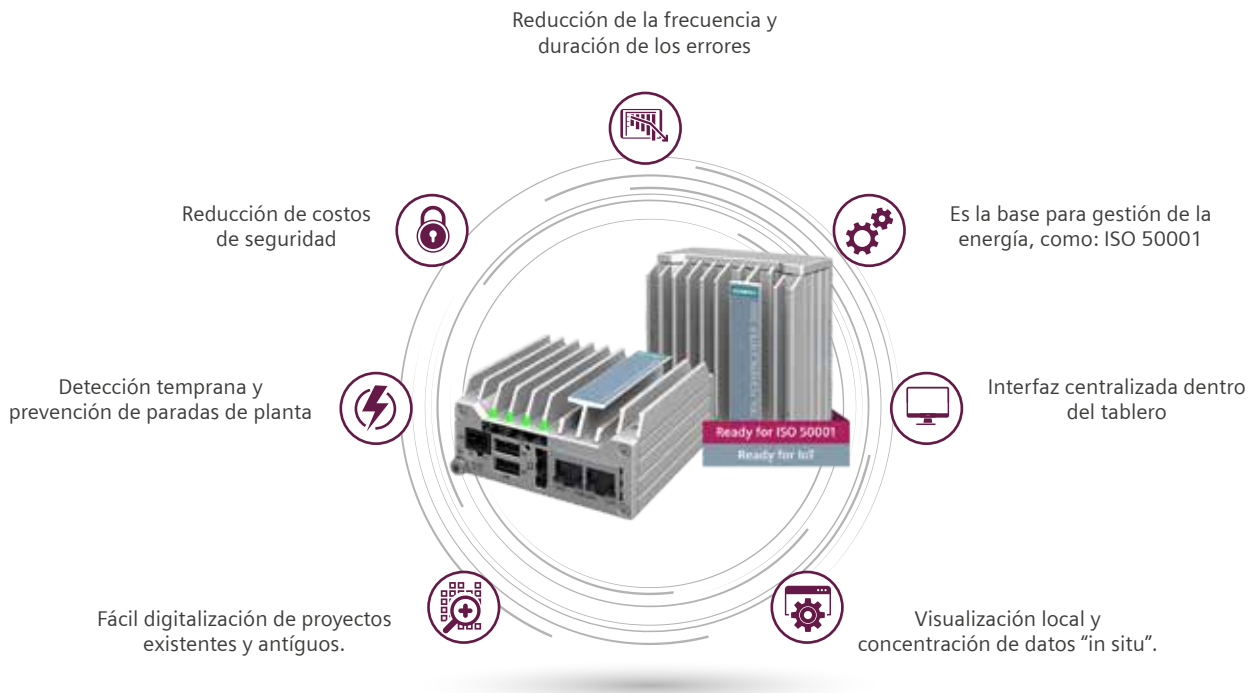 Reducción de la frecuencia y
duración de los errores
Reducción de costos
de seguridad
Es la base para gestión de la
energía, como: ISO 50001
Detección temprana y
prevención de paradas de planta
Interfaz centralizada dentro
del tablero
Ready for ISO 50001
Ready for IoT
Fácil digitalización de proyectos
existentes y antíguos.
Visualización local y
concentración de datos “in situ”.